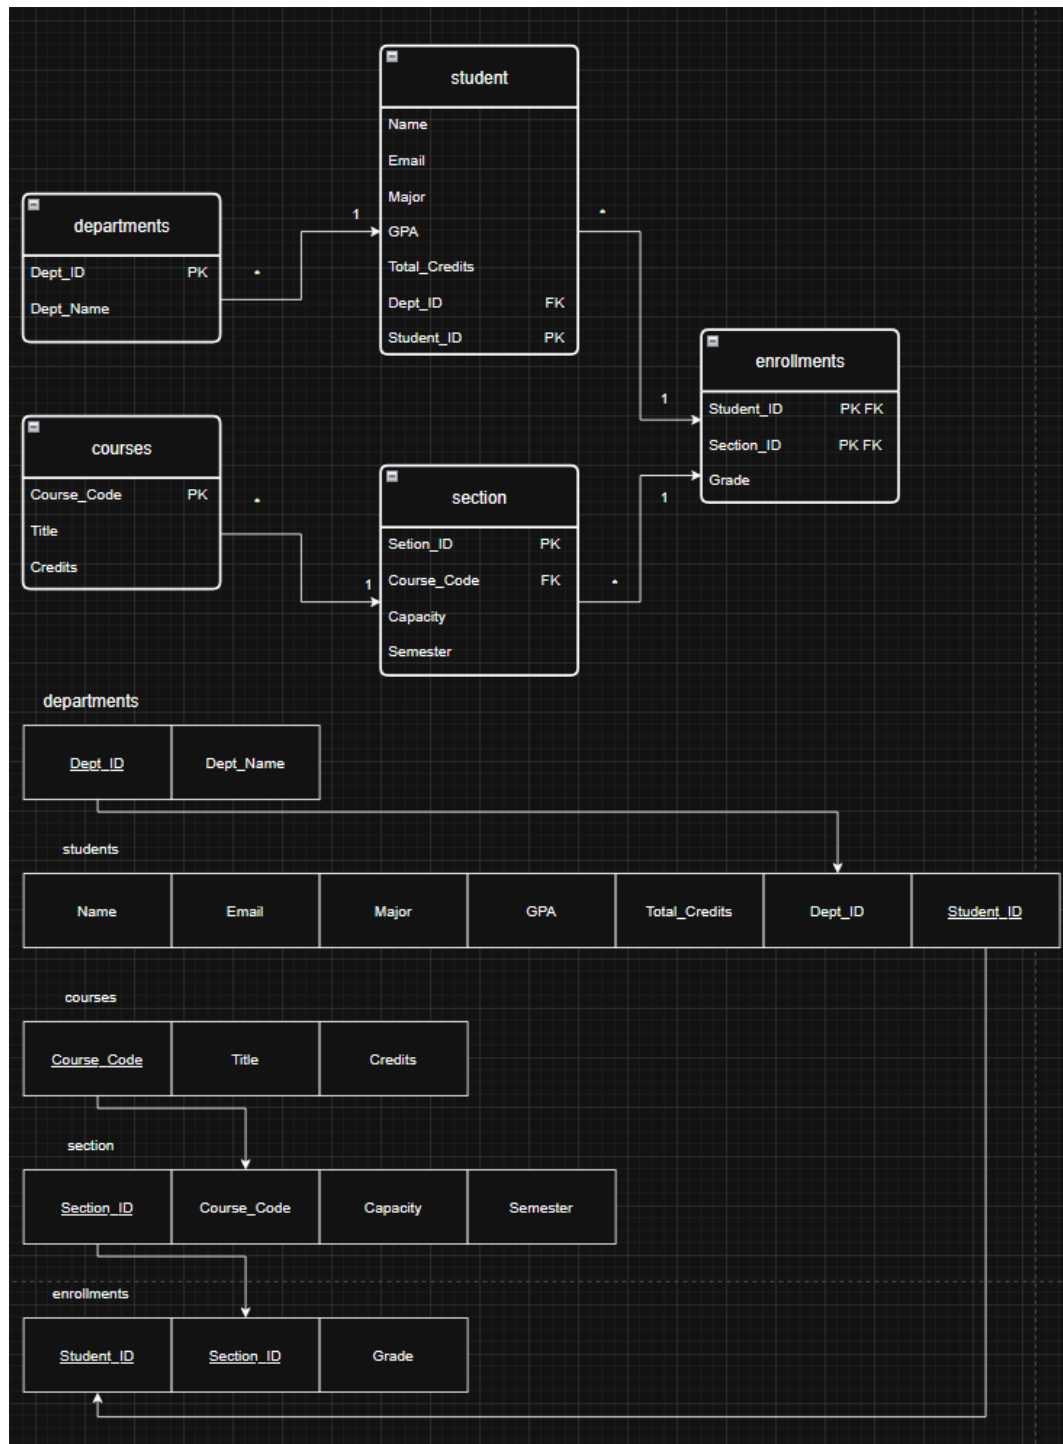 student
Name
Email
Major
GPA
Total_Credits
Dept_ID FK
Student_ID PK
departments
Dept_ID PK
Dept_Name
*
1
*
1
enrollments
Student_ID PK FK
Section_ID PK FK
Grade
courses
Course_Code PK
Title
Credits
*
1
section
Setion_ID PK
Course_Code FK
Capacity
Semester
*
1
departments
Dept_ID Dept_Name
students
Name Email Major GPA Total_Credits Dept_ID Student_ID
courses
Course_Code Title Credits
section
Section_ID Course_Code Capacity Semester
enrollments
Student_ID Section_ID Grade